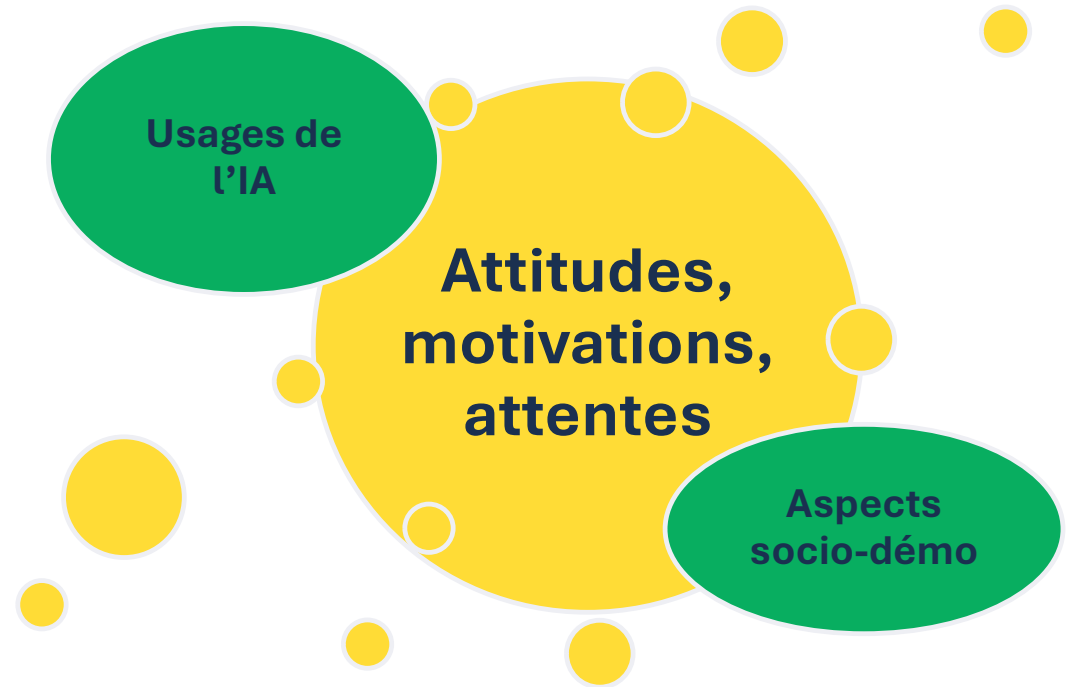 Usages de
l’IA
Attitudes,
motivations,
attentes
Aspects
socio-démo